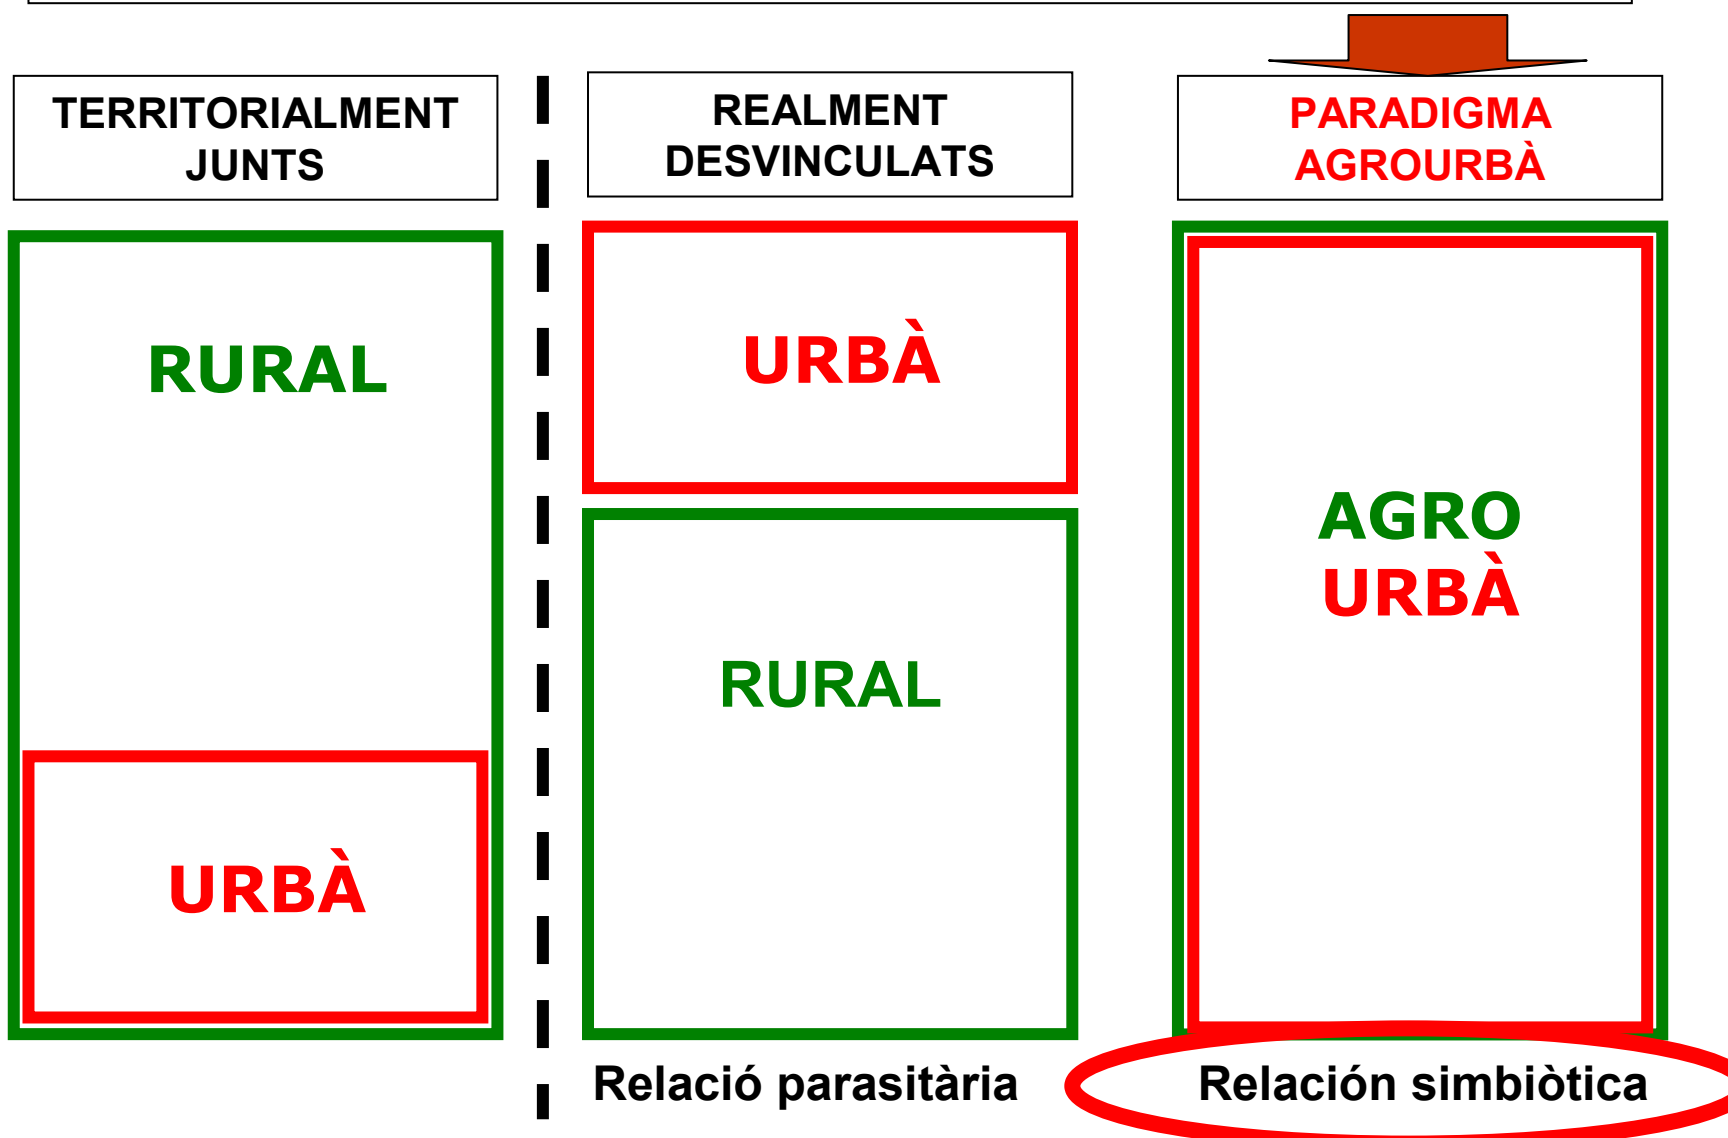 TERRITORIALMENT
JUNTS
REALMENT
DESVINCULATS
PARADIGMA
AGROURBÀ
RURAL
URBÀ
URBÀ
RURAL
AGRO
URBÀ
Relació parasitària
Relación simbiòtica